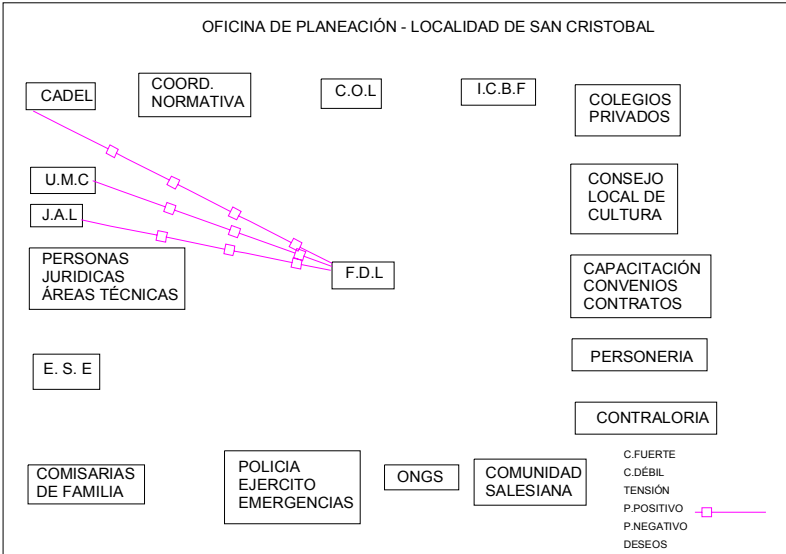 OFICINA DE PLANEACIÓN - LOCALIDAD DE SAN CRISTOBAL
CADEL
COORD.
NORMATIVA
C.O.L
I.C.B.F
COLEGIOS
PRIVADOS
U.M.C
J.A.L
CONSEJO
LOCAL DE
CULTURA
PERSONAS
JURIDICAS
ÁREAS TÉCNICAS
F.D.L
CAPACITACIÓN
CONVENIOS
CONTRATOS
E. S. E
PERSONERIA
CONTRALORIA
COMISARIAS
DE FAMILIA
POLICIA
EJERCITO
EMERGENCIAS
ONGS
COMUNIDAD
SALESIANA
C.FUERTE
C.DÉBIL
TENSIÓN
P.POSITIVO
P.NEGATIVO
DESEOS